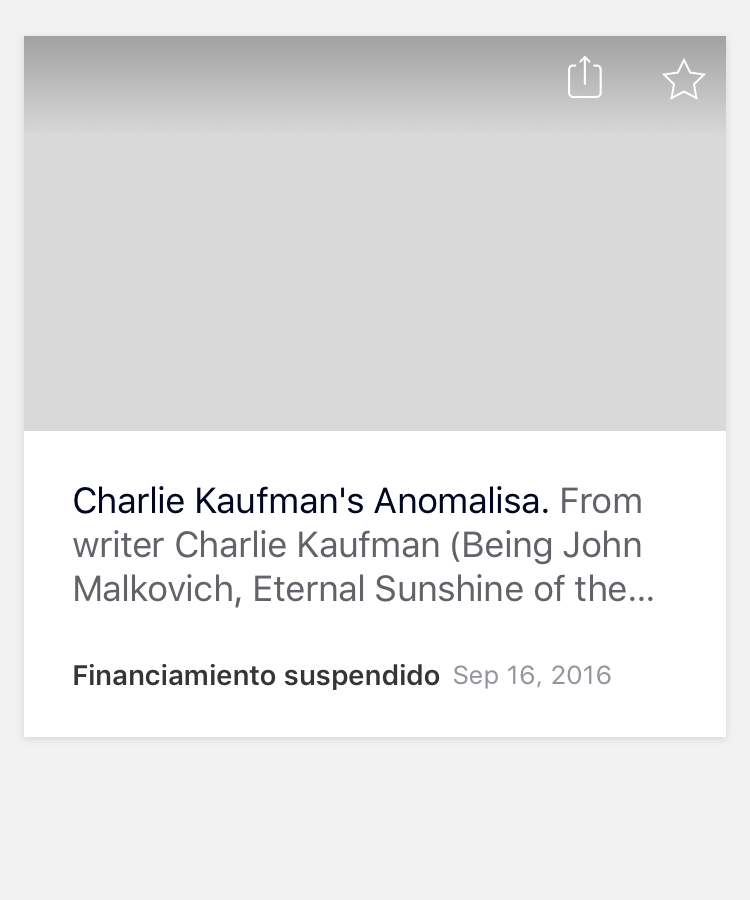 Charlie Kaufman's Anomalisa. From
writer Charlie Kaufman (Being John
Malkovich, Eternal Sunshine of the...
Financiamiento suspendido Sep 16, 2016